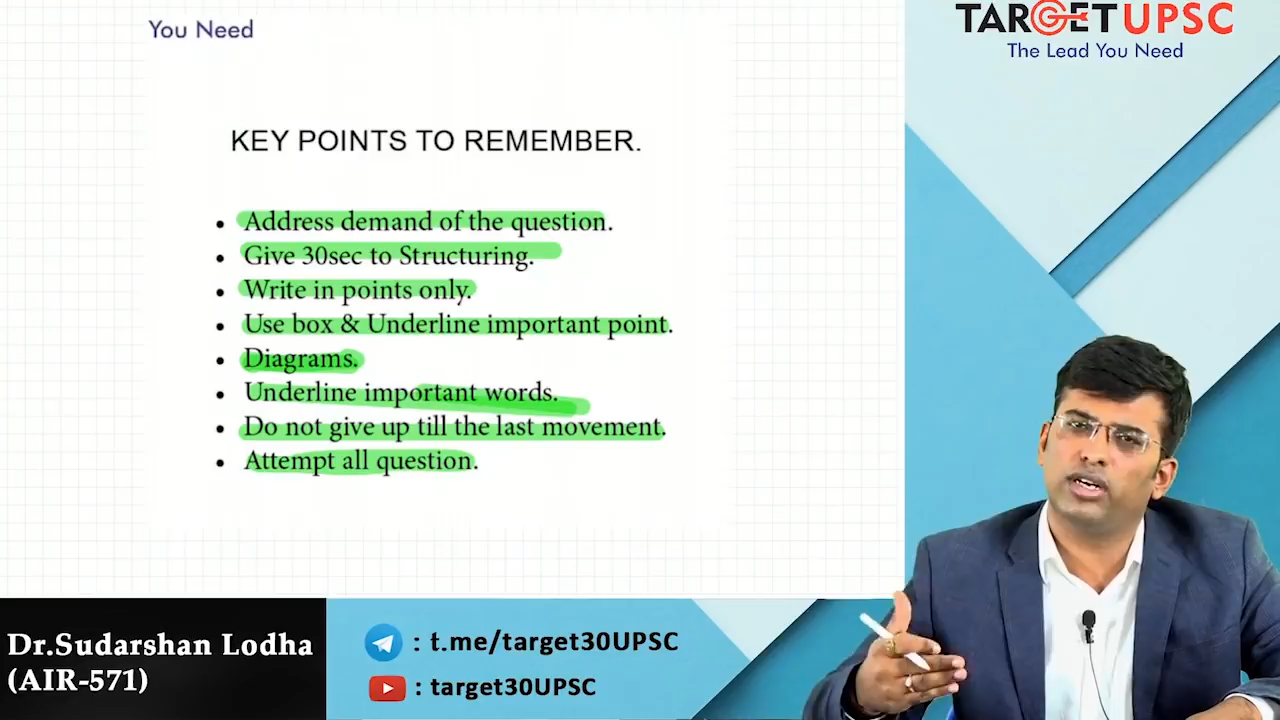 You Need
TARGET UPSC
The Lead You Need
KEY POINTS TO REMEMBER.
• Address demand of the question.
• Give 30sec to Structuring.
• Write in points only.
• Use box & Underline important point.
• Diagrams.
• Underline important words.
• Do not give up till the last movement.
• Attempt all question.
Dr.Sudarshan Lodha
(AIR-571)
: t.me/target30UPSC
: target30UPSC